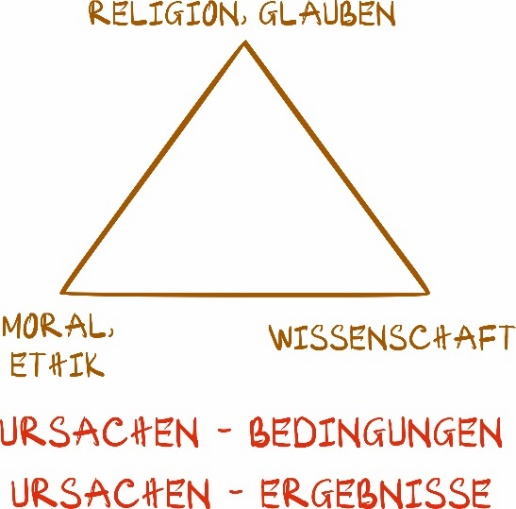 RELIGION, GLAUBEN
MORAL,
ETHIK
WISSENSCHAFT
URSACHEN - BEDINGUNGEN
URSACHEN - ERGEBNISSE